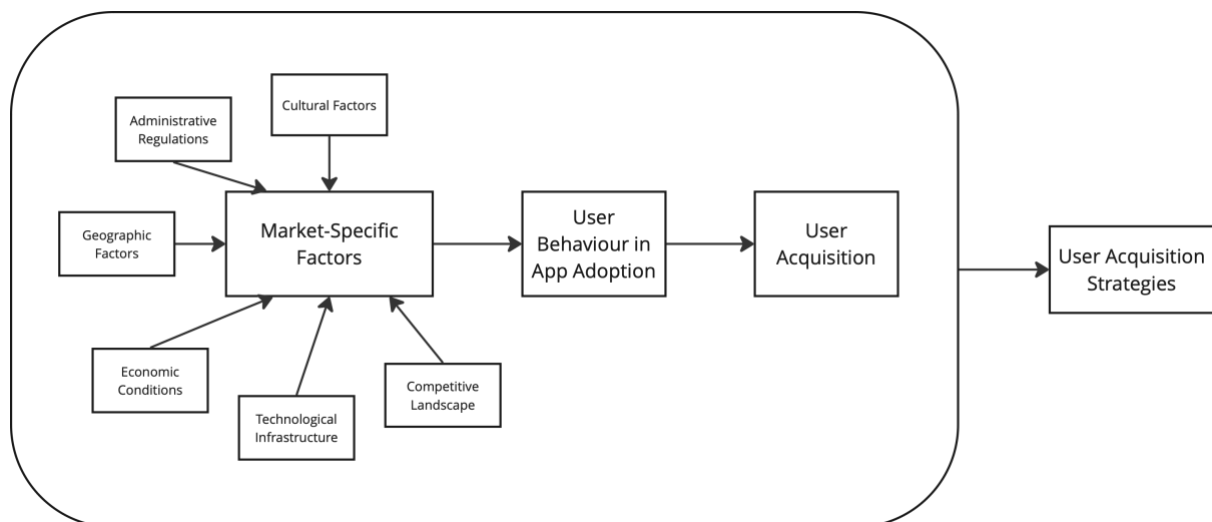 Cultural Factors
Administrative
Regulations
Geographic
Factors
Market-Specific
Factors
User
Behaviour in
App Adoption
User
Acquisition
User Acquisition
Strategies
Economic
Conditions
Technological
Infrastructure
Competitive
Landscape